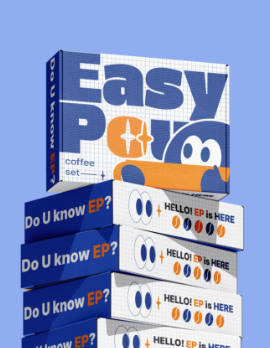 Do U know EP?
Easy
Pow
coffee
set
Do U know EP?
HELLO! EP is HERE
Do U know EP?
HELLO! EP is HERE
Do U know EP?
HELLO! EP is HERE
Do U know EP?
HELLO! EP is HERE